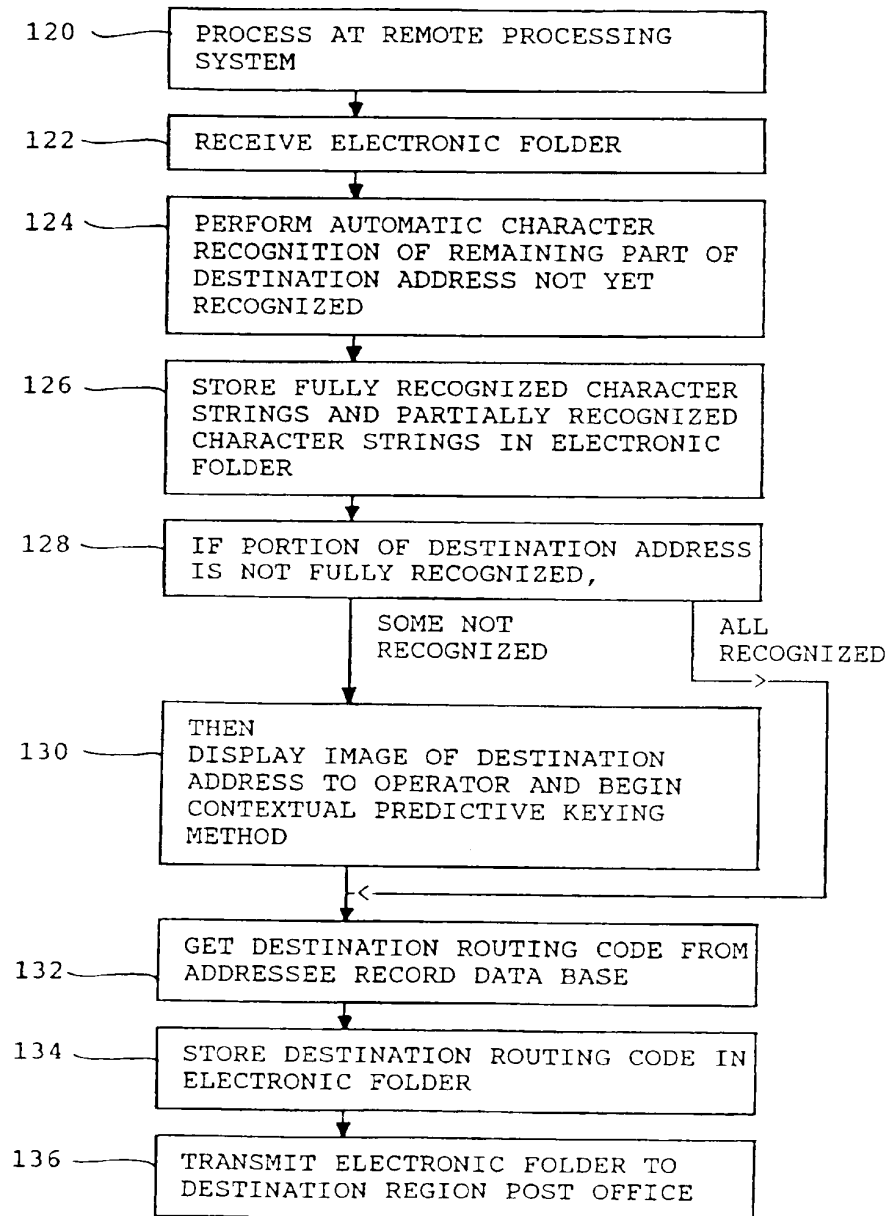 120
PROCESS AT REMOTE PROCESSING
SYSTEM
122
RECEIVE ELECTRONIC FOLDER
124
PERFORM AUTOMATIC CHARACTER
RECOGNITION OF REMAINING PART OF
DESTINATION ADDRESS NOT YET
RECOGNIZED
126
STORE FULLY RECOGNIZED CHARACTER
STRINGS AND PARTIALLY RECOGNIZED
CHARACTER STRINGS IN ELECTRONIC
FOLDER
128
IF PORTION OF DESTINATION ADDRESS
IS NOT FULLY RECOGNIZED,
SOME NOT
RECOGNIZED
ALL
RECOGNIZED
130
THEN
DISPLAY IMAGE OF DESTINATION
ADDRESS TO OPERATOR AND BEGIN
CONTEXTUAL PREDICTIVE KEYING
METHOD
132
GET DESTINATION ROUTING CODE FROM
ADDRESSEE RECORD DATA BASE
134
STORE DESTINATION ROUTING CODE IN
ELECTRONIC FOLDER
136
TRANSMIT ELECTRONIC FOLDER TO
DESTINATION REGION POST OFFICE